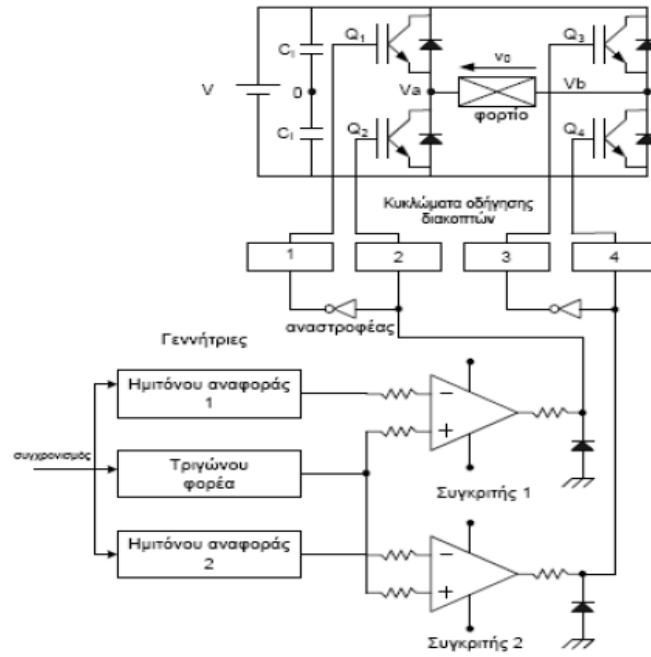 Q₁
Q₃
C₁
v₀
V
0
Va
Vb
φορτίο
C₁
Q₂
Q₄
Κυκλώματα οδήγησης
διακοπτών
1
2
3
4
αναστροφέας
Γεννήτριες
Ημιτόνου αναφοράς
1
−
+
συγχρονισμός
Τριγώνου
φορέα
Συγκριτής 1
Ημιτόνου αναφοράς
2
−
+
Συγκριτής 2